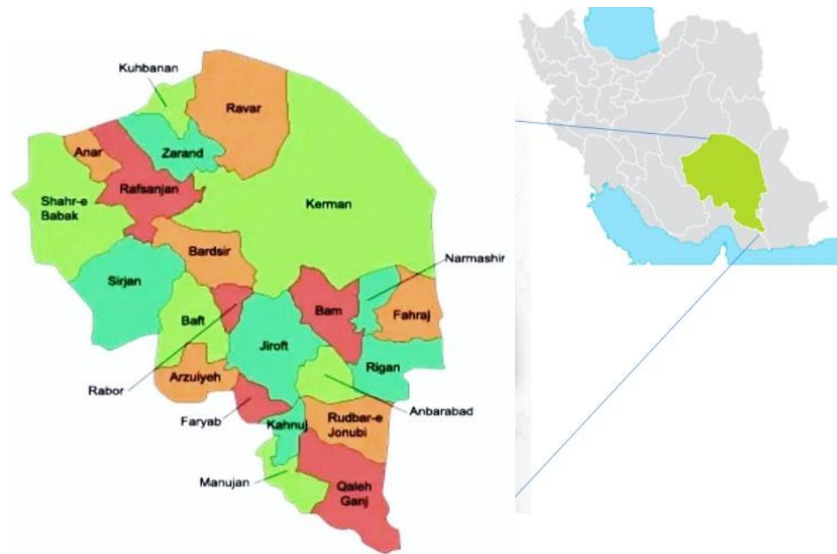 Kuhbanan
Ravar
Anar
Zarand
Rafsanjan
Shahr-e
Babak
Kerman
Bardsir
Narmashir
Sirjan
Bam
Fahraj
Baft
Jiroft
Rigan
Arzuiyeh
Rabor
Anbarabad
Faryab
Kahnuj
Rudbar-e
Jonubi
Manujan
Qaleh
Ganj